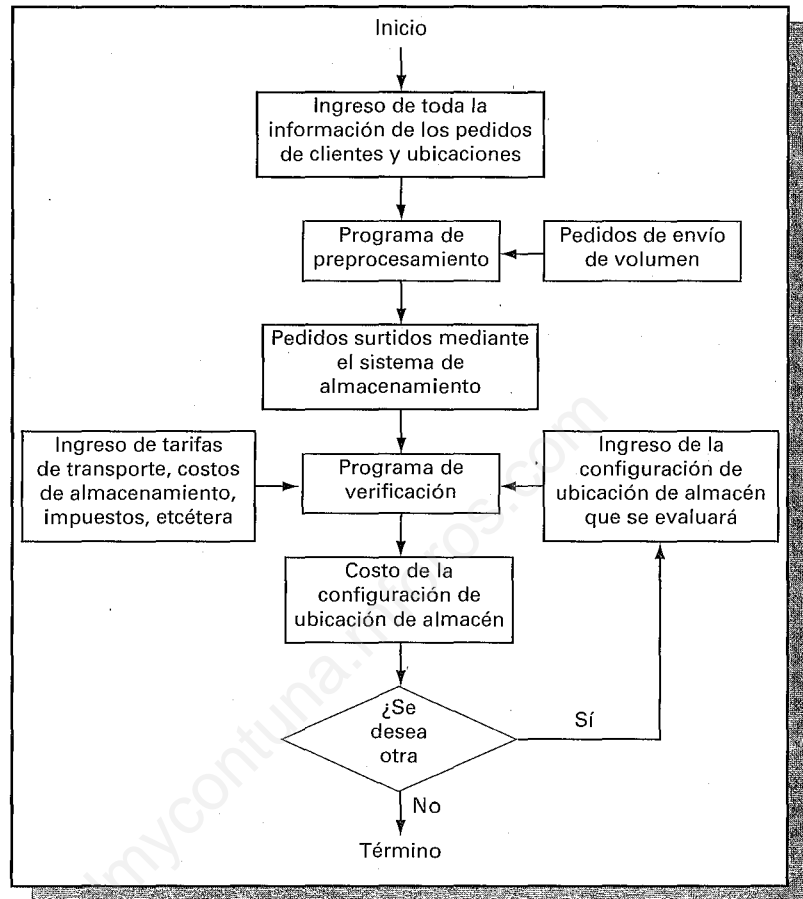 Inicio
Ingreso de toda la
información de los pedidos
de clientes y ubicaciones
Programa de
preprocesamiento
Pedidos de envío
de volumen
Pedidos surtidos mediante
el sistema de
almacenamiento
Ingreso de tarifas
de transporte, costos
de almacenamiento,
impuestos, etcétera
Programa de
verificación
Ingreso de la
configuración de
ubicación de almacén
que se evaluará
Costo de la
configuración de
ubicación de almacén
¿Se
desea
otra
Sí
No
Término